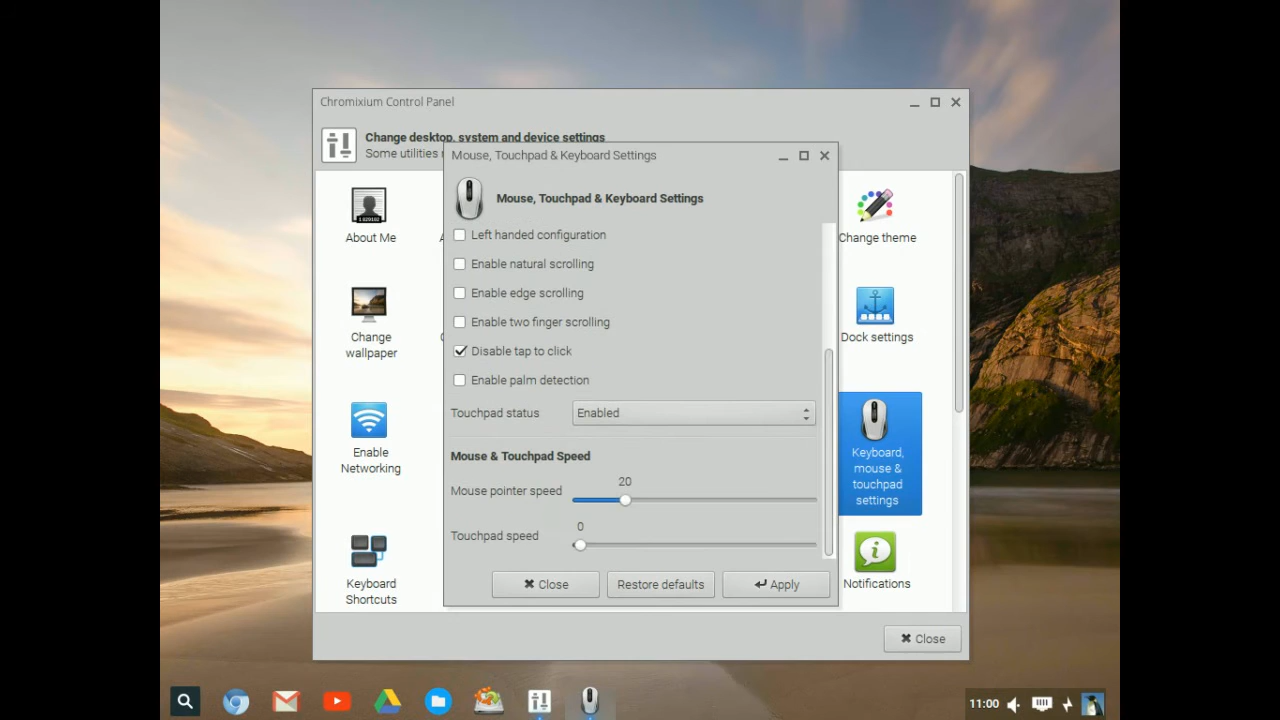 Chromixium Control Panel
Change desktop, system and device settings
Some utilities
Mouse, Touchpad & Keyboard Settings
Mouse, Touchpad & Keyboard Settings
Left handed configuration
Enable natural scrolling
Enable edge scrolling
Enable two finger scrolling
Disable tap to click
Enable palm detection
Touchpad status Enabled
Mouse & Touchpad Speed
20
Mouse pointer speed
0
Touchpad speed
Close Restore defaults Apply
About Me
Change
wallpaper
Enable
Networking
Keyboard
Shortcuts
Change theme
Dock settings
Keyboard,
mouse &
touchpad
settings
Notifications
Close
11:00